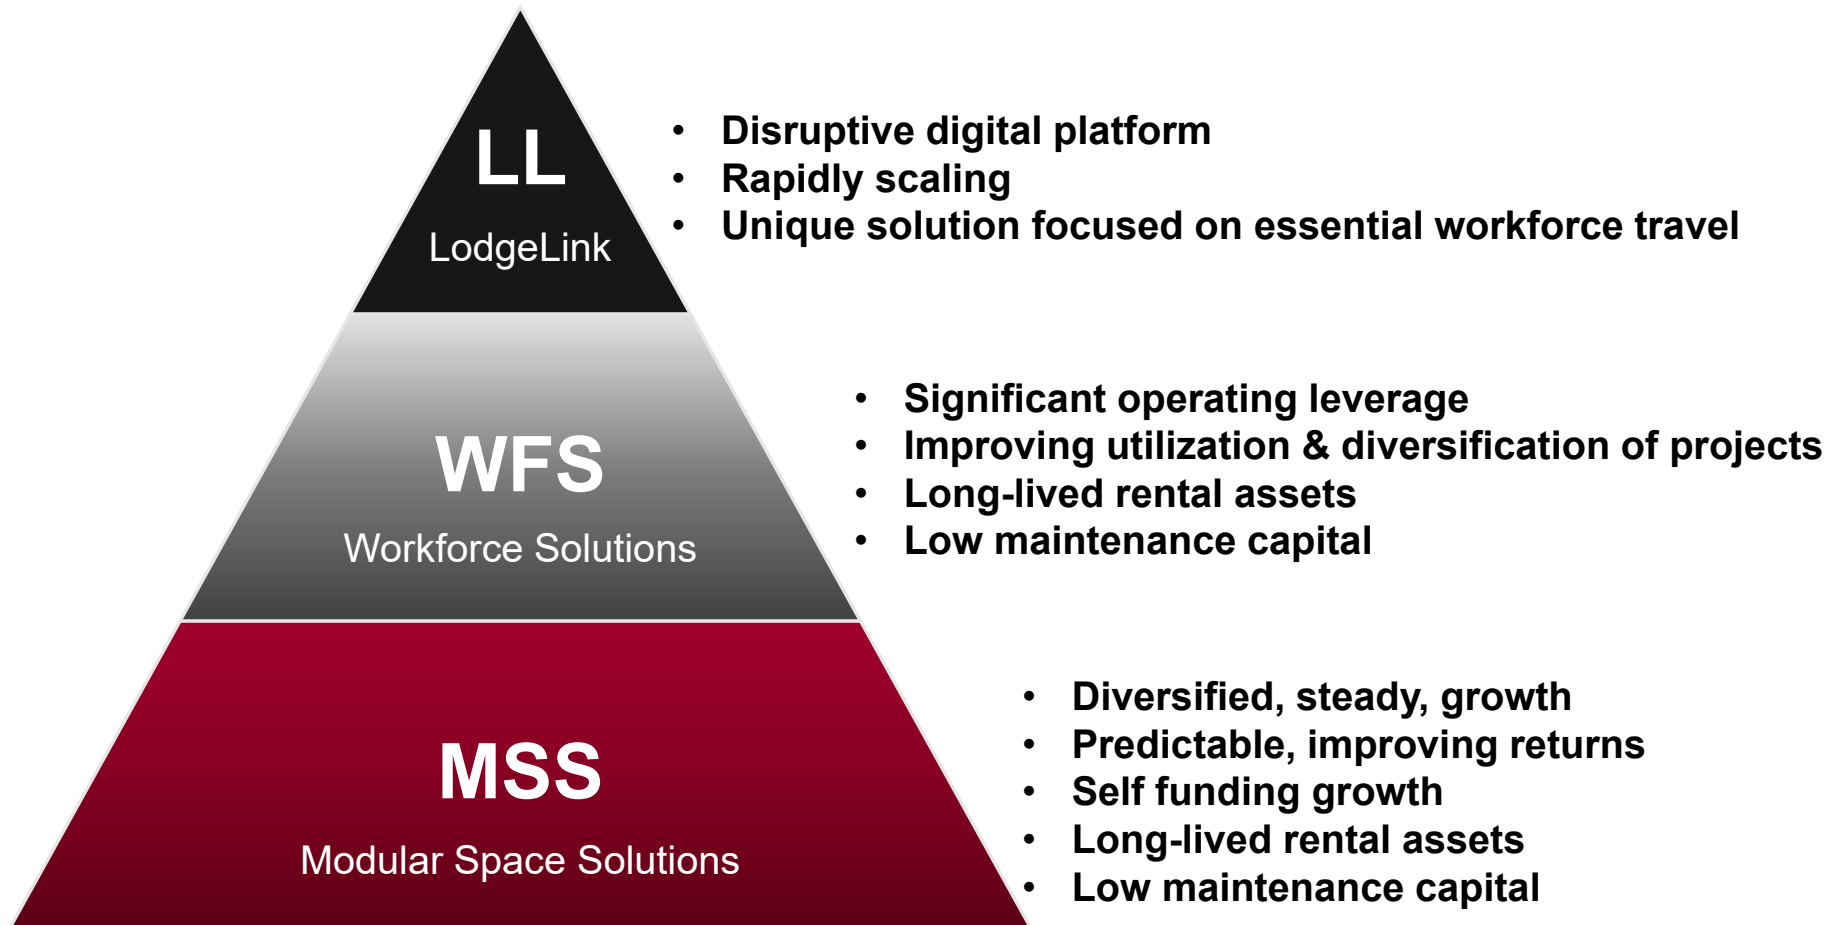 LL
LodgeLink
• Disruptive digital platform
• Rapidly scaling
• Unique solution focused on essential workforce travel
WFS
Workforce Solutions
• Significant operating leverage
• Improving utilization & diversification of projects
• Long-lived rental assets
• Low maintenance capital
MSS
Modular Space Solutions
• Diversified, steady, growth
• Predictable, improving returns
• Self funding growth
• Long-lived rental assets
• Low maintenance capital